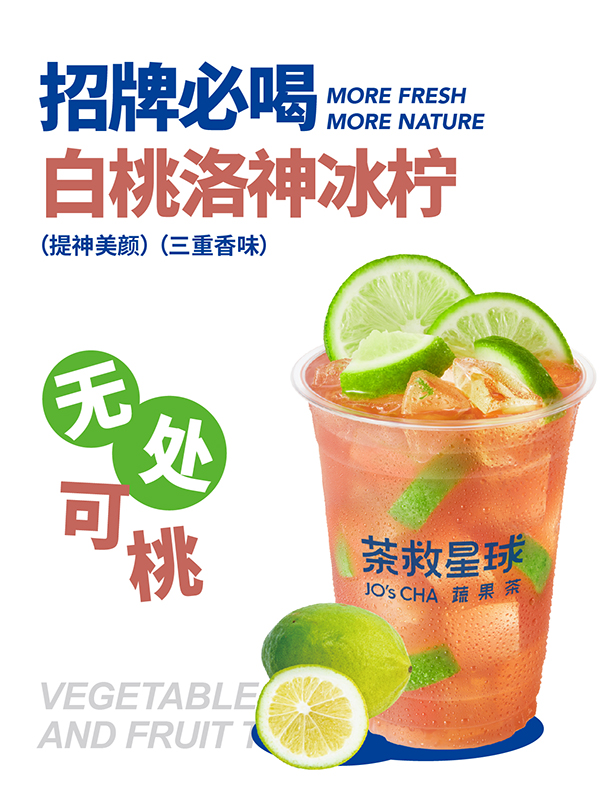 招牌必喝
MORE FRESH
MORE NATURE
白桃洛神冰柠
（提神美颜）（三重香味）
无处
可桃
茶救星球
JO's CHA 蔬果茶
VEGETABLE
AND FRUIT T